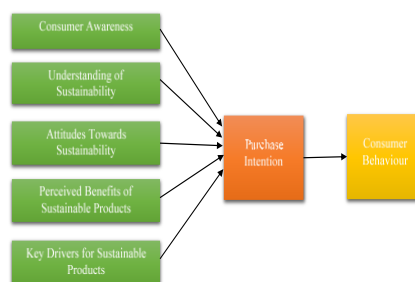 Consumer Awareness
Understanding of
Sustainability
Attitudes Towards
Sustainability
Perceived Benefits of
Sustainable Products
Key Drivers for Sustainable
Products
Purchase
Intention
Consumer
Behaviour